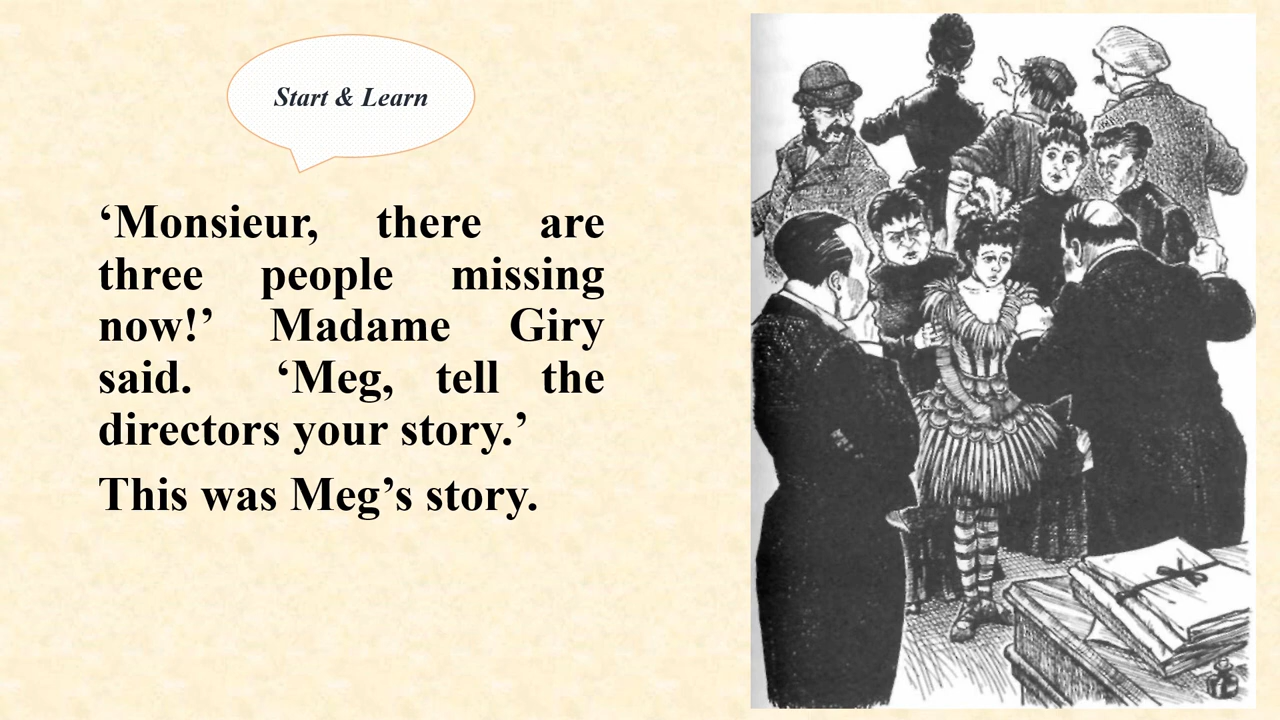 Start & Learn
‘Monsieur, there are
three people missing
now!’ Madame Giry
said. ‘Meg, tell the
directors your story.’
This was Meg’s story.